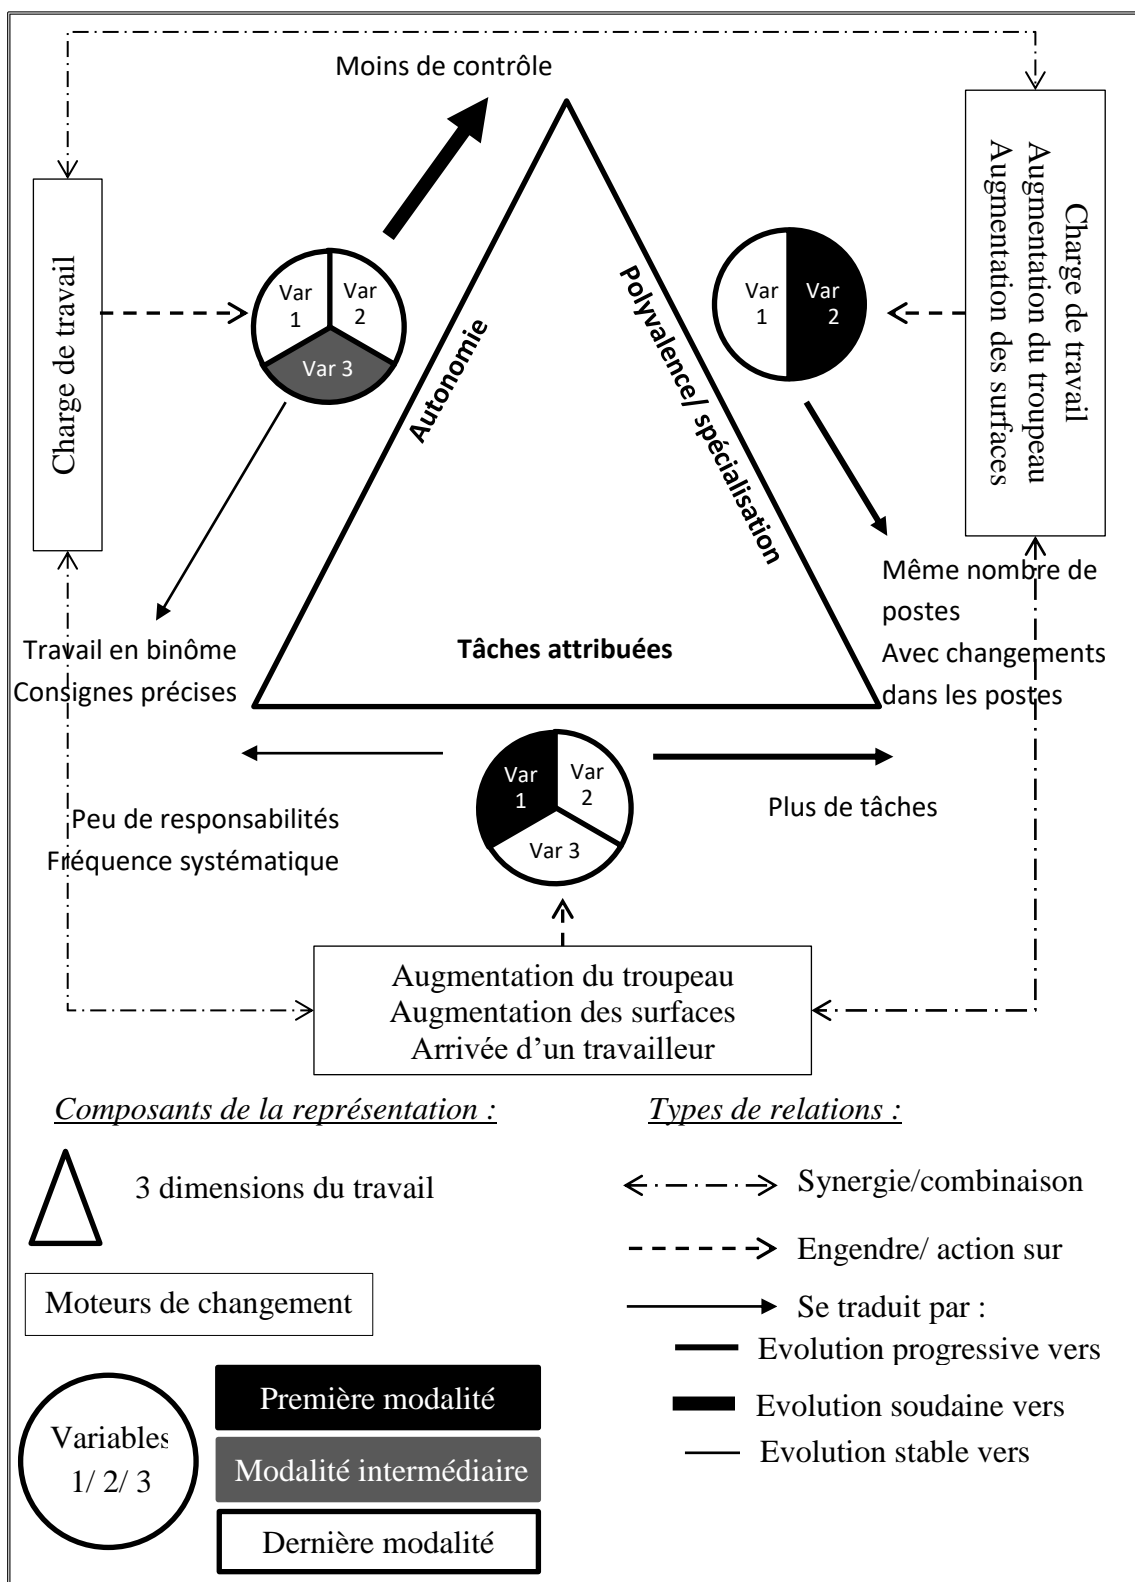 Moins de contrôle
Charge de travail
Var
1
Var
2
Var 3
Autonomie
Polyvalence/ spécialisation
Var
1
Var
2
Charge de travail
Augmentation du troupeau
Augmentation des surfaces
Travail en binôme
Consignes précises
Tâches attribuées
Même nombre de
postes
Avec changements
dans les postes
Peu de responsabilités
Fréquence systématique
Var
1
Var
2
Var 3
Plus de tâches
Augmentation du troupeau
Augmentation des surfaces
Arrivée d’un travailleur
Composants de la représentation :
3 dimensions du travail
Moteurs de changement
Variables
1/ 2/ 3
Première modalité
Modalité intermédiaire
Dernière modalité
Types de relations :
Synergie/combinaison
Engendre/ action sur
Se traduit par :
Evolution progressive vers
Evolution soudaine vers
Evolution stable vers